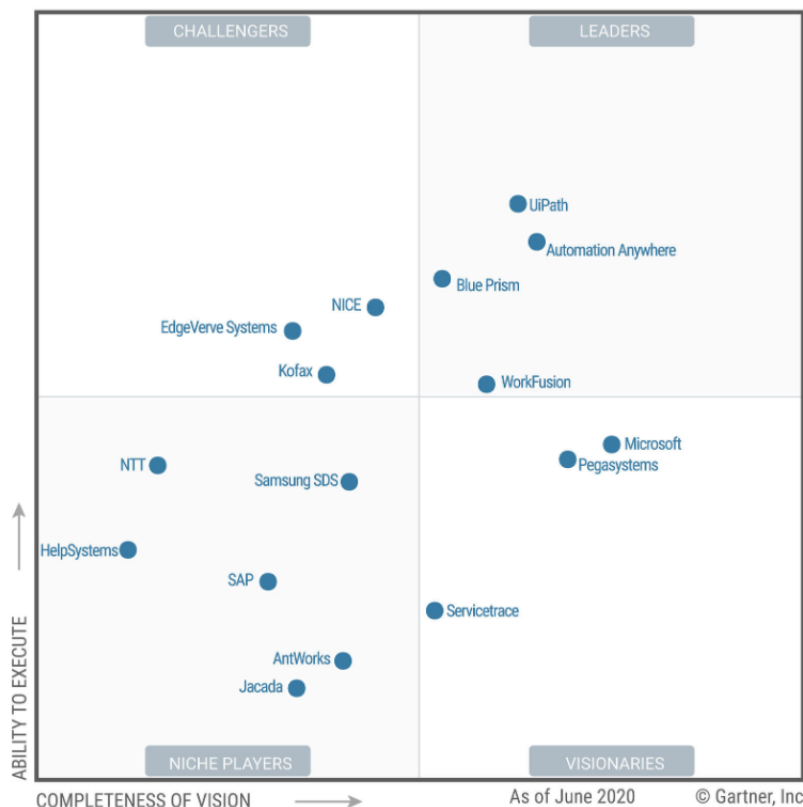 CHALLENGERS
LEADERS
UiPath
Automation Anywhere
Blue Prism
NICE
EdgeVerve Systems
Kofax
WorkFusion
Microsoft
Pegasystems
NTT
Samsung SDS
HelpSystems
SAP
Servicetrace
AntWorks
Jacada
ABILITY TO EXECUTE
NICHE PLAYERS
VISIONARIES
COMPLETENESS OF VISION
As of June 2020
© Gartner, Inc